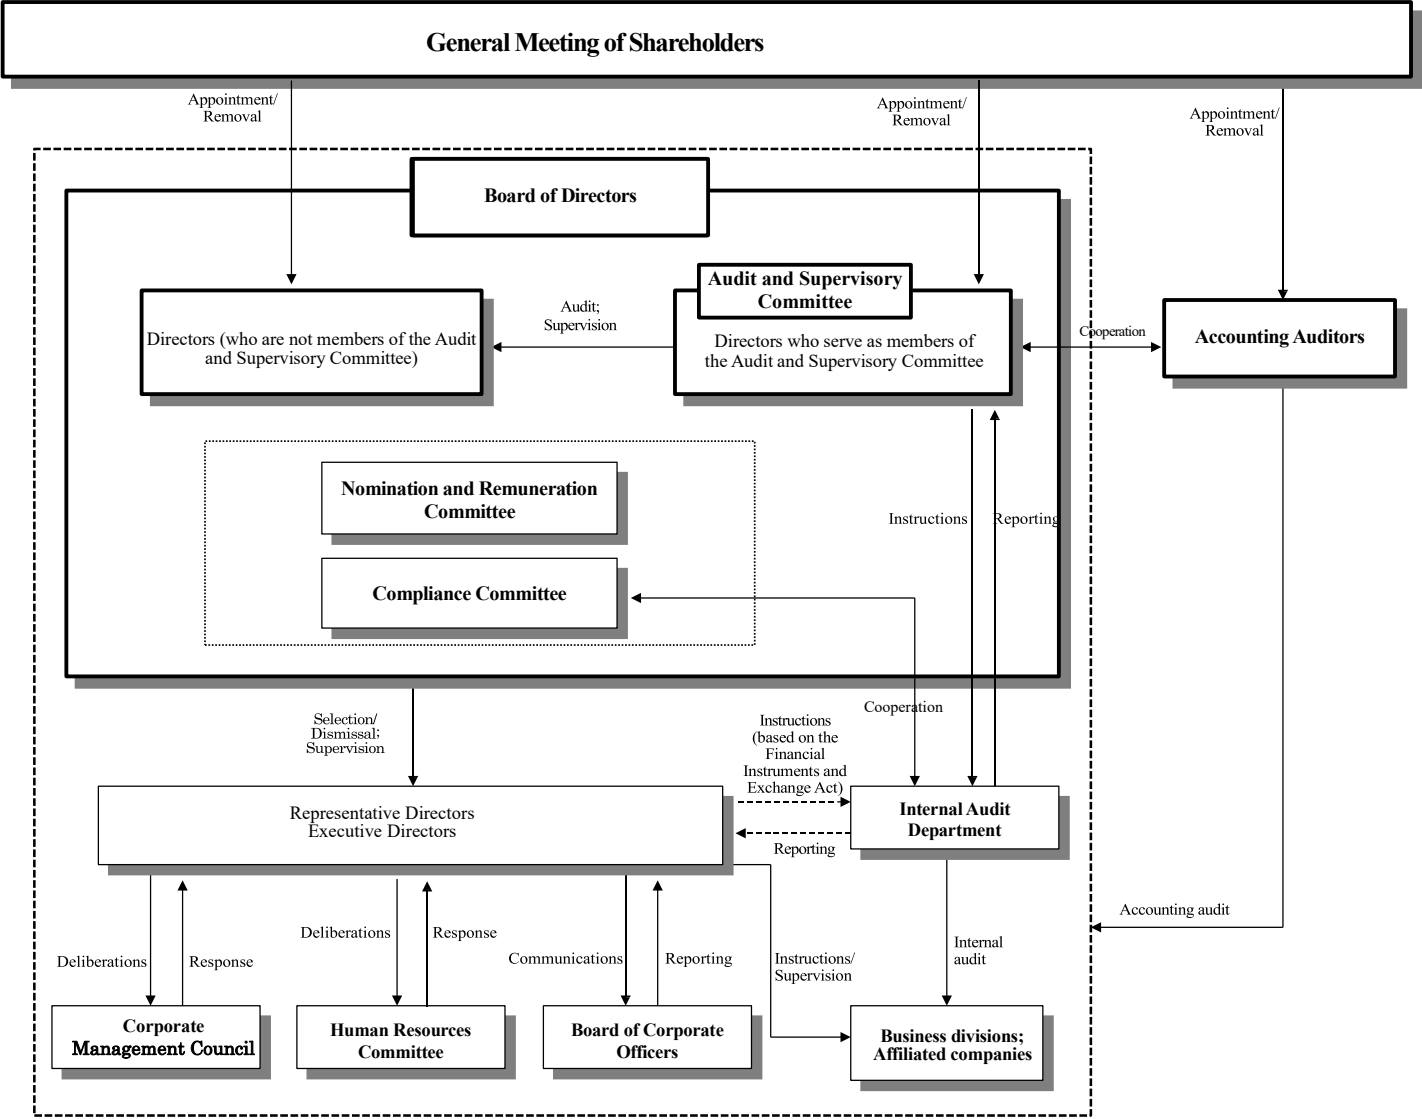 General Meeting of Shareholders
Appointment/
Removal
Appointment/
Removal
Appointment/
Removal
Board of Directors
Audit and Supervisory
Committee
Directors (who are not members of the Audit
and Supervisory Committee)
Audit;
Supervision
Directors who serve as members of
the Audit and Supervisory Committee
Cooperation
Accounting Auditors
Nomination and Remuneration
Committee
Instructions
Reporting
Compliance Committee
Cooperation
Selection/
Dismissal;
Supervision
Instructions
(based on the
Financial
Instruments and
Exchange Act)
Representative Directors
Executive Directors
Internal Audit
Department
Reporting
Accounting audit
Deliberations
Response
Deliberations
Response
Communications
Reporting
Instructions/
Supervision
Internal
audit
Corporate
Management Council
Human Resources
Committee
Board of Corporate
Officers
Business divisions;
Affiliated companies